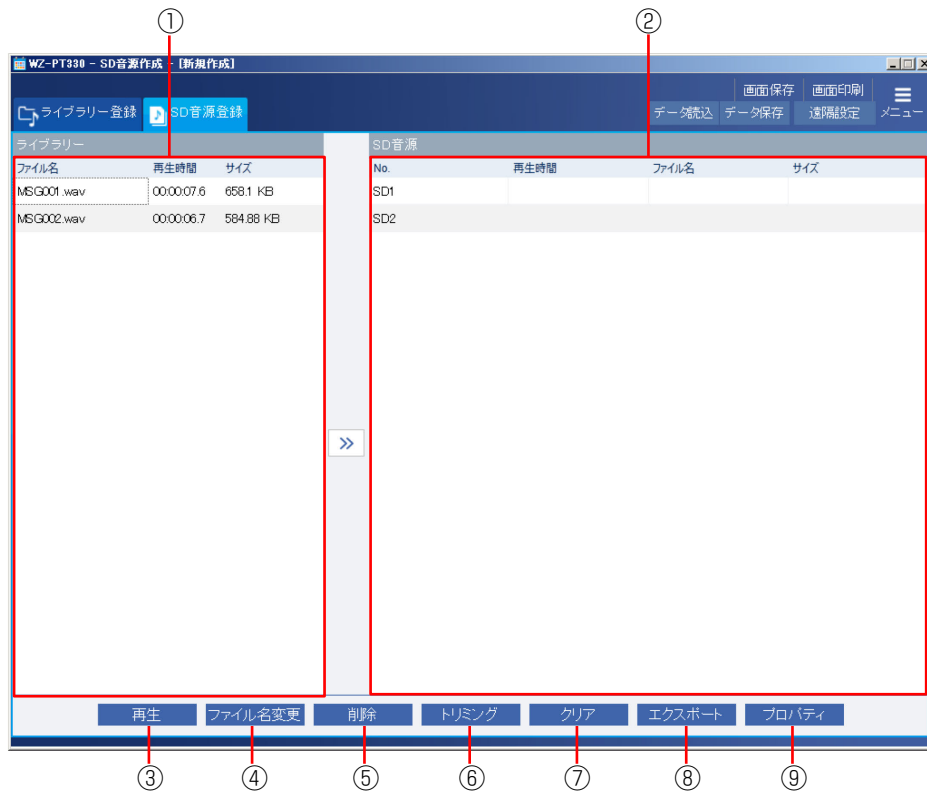 ① ②
WZ-PT330 - SD音源作成 - [新規作成]
画面保存 画面印刷
ライブラリー登録 SD音源登録 データ読込 データ保存 遠隔設定 メニュー
ライブラリー SD音源
ファイル名 再生時間 サイズ No. 再生時間 ファイル名 サイズ
MSG001.wav 00:00:07.6 658.1 KB SD1
MSG002.wav 00:00:06.7 584.88 KB SD2
再生 ファイル名変更 削除 トリミング クリア エクスポート プロパティ
③ ④ ⑤ ⑥ ⑦ ⑧ ⑨